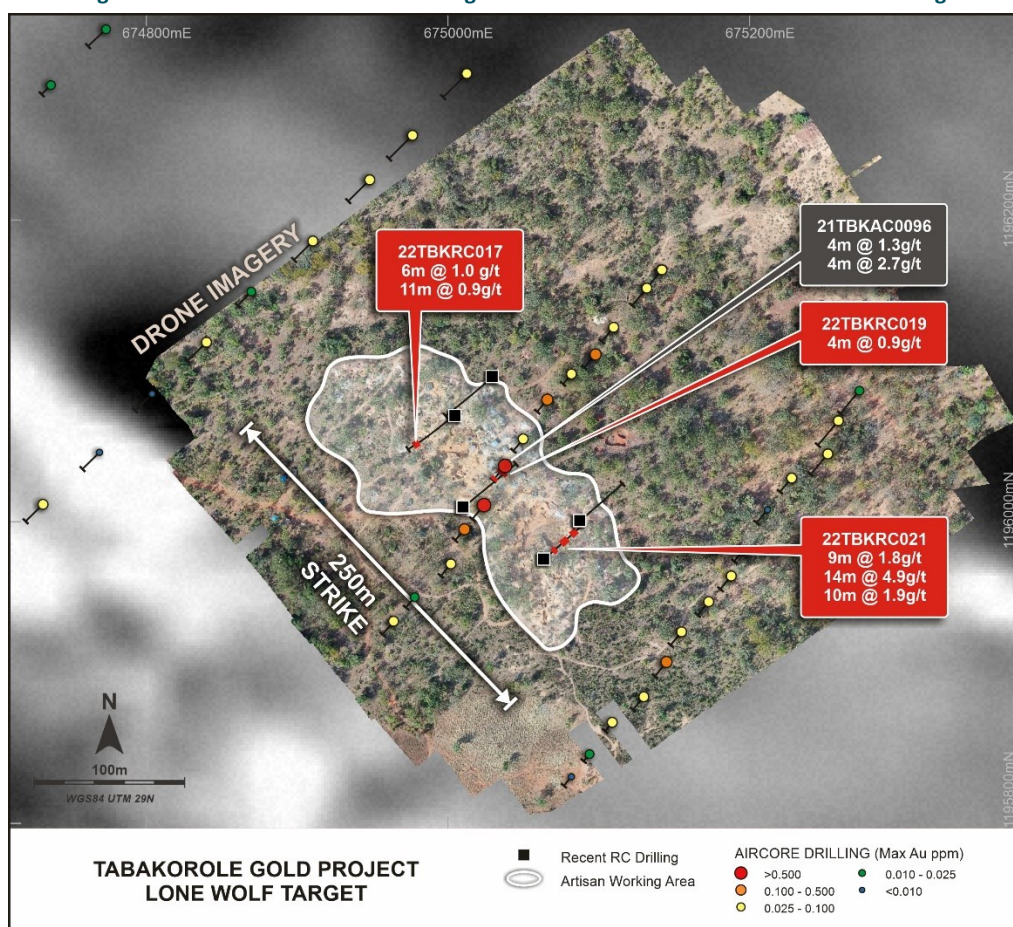 674800mE
675000mE
675200mE
1196200mN
1196000mN
1195800mN
DRONE IMAGERY
22TBKRC017
6m @ 1.0 g/t
11m @ 0.9g/t
21TBKAC0096
4m @ 1.3g/t
4m @ 2.7g/t
22TBKRC019
4m @ 0.9g/t
22TBKRC021
9m @ 1.8g/t
14m @ 4.9g/t
10m @ 1.9g/t
250m
STRIKE
N
100m
WGS84 UTM 29N
TABAKOROLE GOLD PROJECT
LONE WOLF TARGET
Recent RC Drilling
Artisan Working Area
AIRCORE DRILLING (Max Au ppm)
>0.500
0.100 - 0.500
0.025 - 0.100
0.010 - 0.025
<0.010